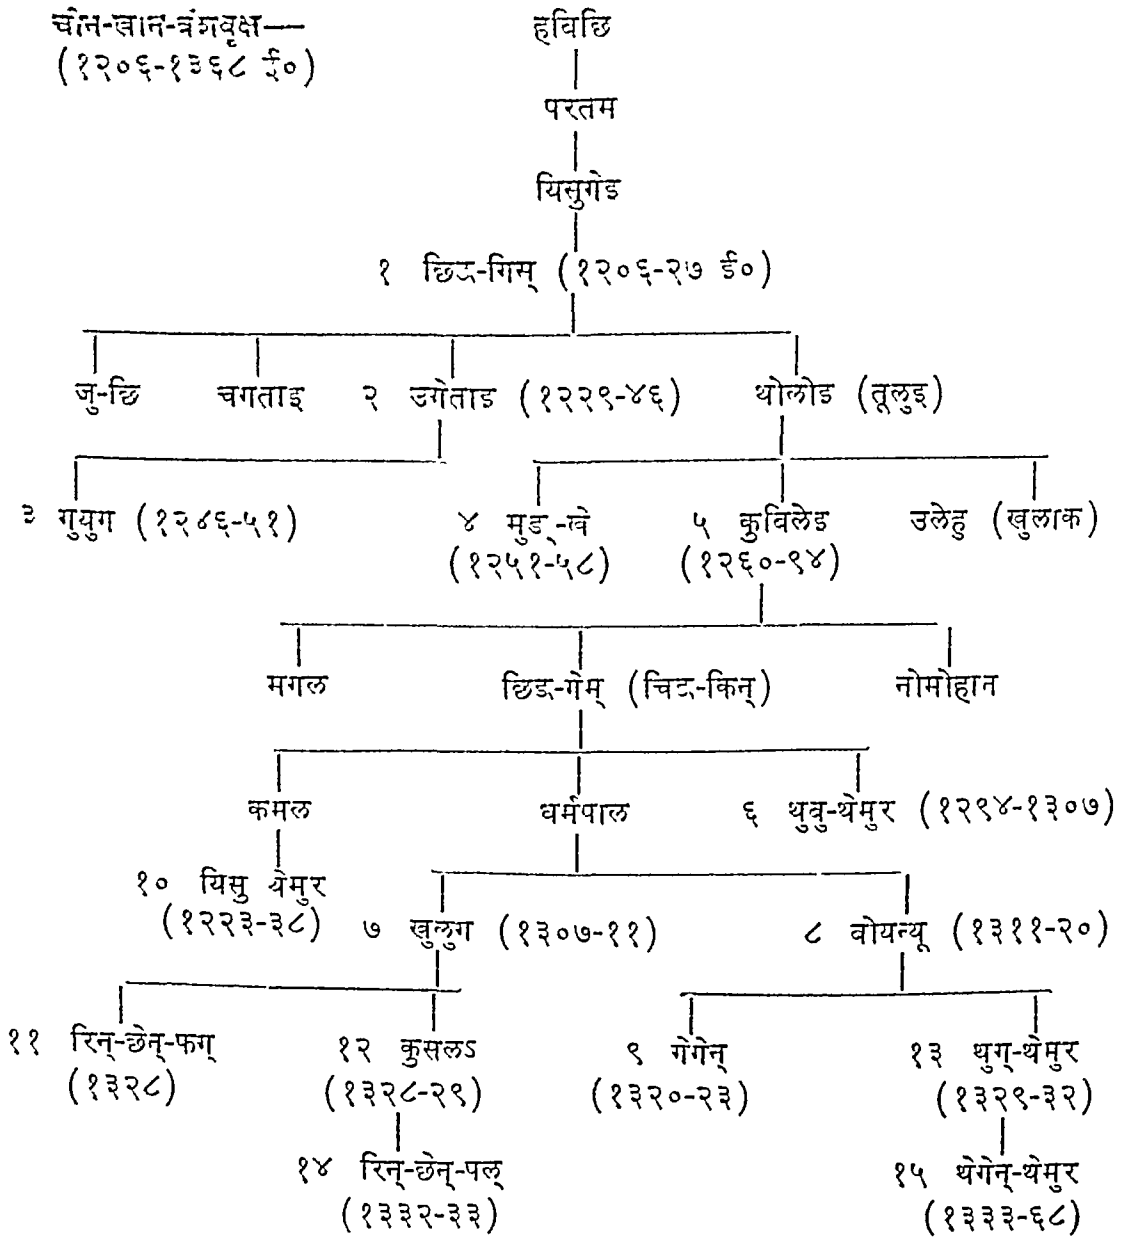 चीन-खान-वंशवृक्ष—
(१२०६-१३६८ ई०)
हविछि
परतम
यिसुगेइ
१ छिङ-गिस् (१२०६-२७ ई०)
जु-छि चगताइ २ उगेताइ (१२२९-४६) थोलोइ (तूलुइ)
३ गुयुग (१२४६-५१) ४ मुङ्-खे ५ कुविलेइ उलेहु (खुलाक)
(१२५१-५८) (१२६०-९४)
मगल छिङ-गेम् (चिङ-किन्) नोमोहान
कमल धर्मपाल ६ थुवु-थेमुर (१२९४-१३०७)
१० यिसु थेमुर
(१२२३-३८) ७ खुलुग (१३०७-११) ८ वोयन्थू (१३११-२०)
११ रिन्-छेन्-फग् १२ कुसलऽ ९ गेगेन् १३ थुग्-थेमुर
(१३२८) (१३२८-२९) (१३२०-२३) (१३२९-३२)
१४ रिन्-छेन्-पल् १५ थेगेन्-थेमुर
(१३३२-३३) (१३३३-६८)